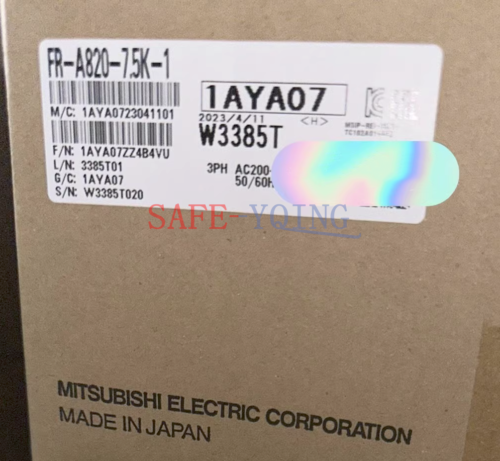 FR-A820-7.5K-1
M/C: 1AYA0723041101
F/N: 1AYA07ZZ4B4VU
L/N: 3385T01
G/C: 1AYA07
S/N: W3385T020
1AYA07
2023/4/11 <H>
W3385T
3PH AC200-
50/60H
SAFE-YQING
MITSUBISHI ELECTRIC CORPORATION
MADE IN JAPAN